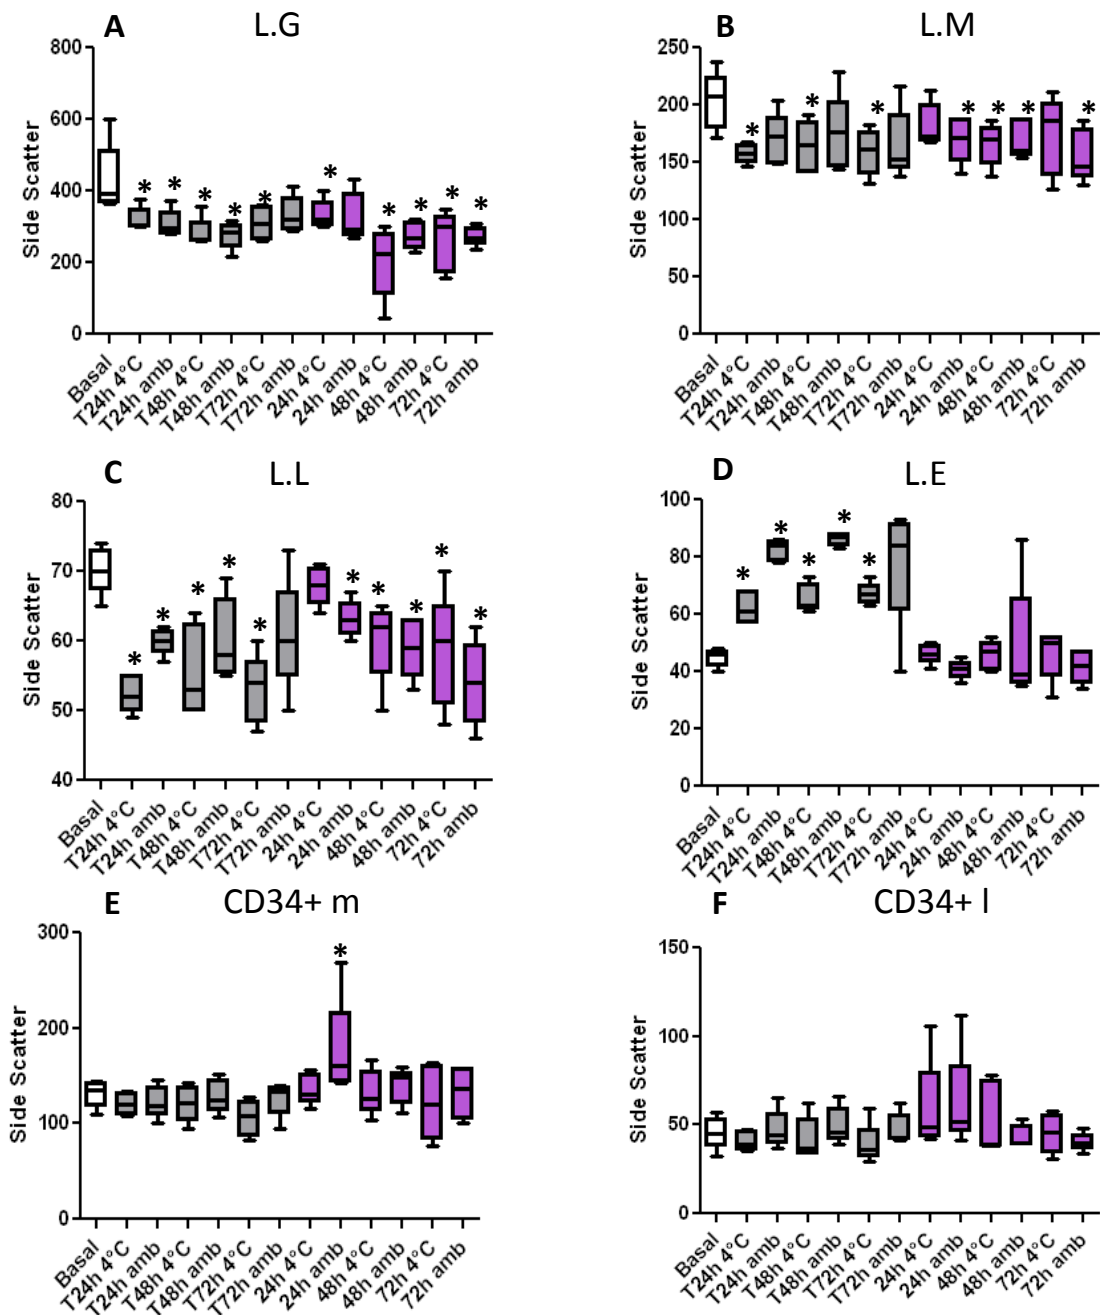 A L.G
800
600
400
200
0
Side Scatter
* * * * * * * * * *
Basal
T24h 4°C
T24h amb
T48h 4°C
T48h amb
T72h 4°C
T72h amb
24h 4°C
24h amb
48h 4°C
48h amb
72h 4°C
72h amb
B L.M
250
200
150
100
50
0
Side Scatter
* * * * * * *
Basal
T24h 4°C
T24h amb
T48h 4°C
T48h amb
T72h 4°C
T72h amb
24h 4°C
24h amb
48h 4°C
48h amb
72h 4°C
72h amb
C L.L
80
70
60
50
40
Side Scatter
* * * * * * * * * *
Basal
T24h 4°C
T24h amb
T48h 4°C
T48h amb
T72h 4°C
T72h amb
24h 4°C
24h amb
48h 4°C
48h amb
72h 4°C
72h amb
D L.E
100
80
60
40
20
0
Side Scatter
* * * * *
Basal
T24h 4°C
T24h amb
T48h 4°C
T48h amb
T72h 4°C
T72h amb
24h 4°C
24h amb
48h 4°C
48h amb
72h 4°C
72h amb
E CD34+ m
300
200
100
0
Side Scatter
*
Basal
T24h 4°C
T24h amb
T48h 4°C
T48h amb
T72h 4°C
T72h amb
24h 4°C
24h amb
48h 4°C
48h amb
72h 4°C
72h amb
F CD34+ l
150
100
50
0
Side Scatter
Basal
T24h 4°C
T24h amb
T48h 4°C
T48h amb
T72h 4°C
T72h amb
24h 4°C
24h amb
48h 4°C
48h amb
72h 4°C
72h amb